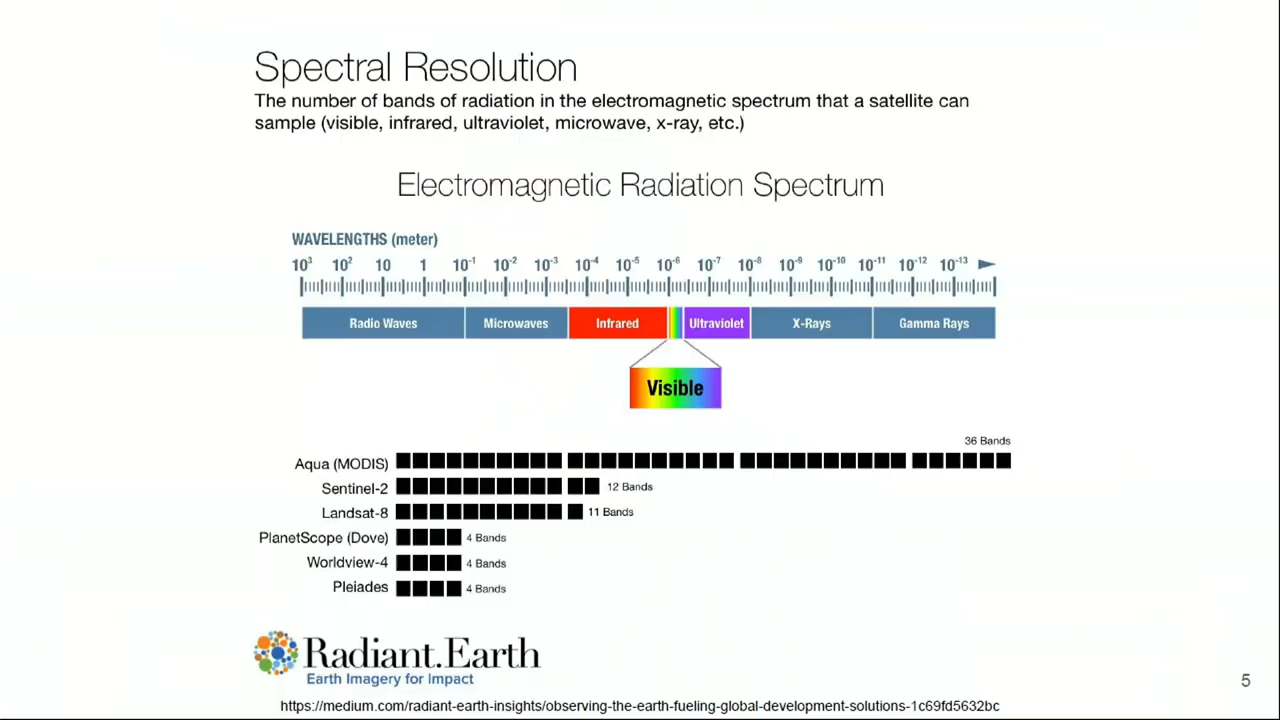 Spectral Resolution
The number of bands of radiation in the electromagnetic spectrum that a satellite can
sample (visible, infrared, ultraviolet, microwave, x-ray, etc.)
Electromagnetic Radiation Spectrum
WAVELENGTHS (meter)
10³ 10² 10 1 10⁻¹ 10⁻² 10⁻³ 10⁻⁴ 10⁻⁵ 10⁻⁶ 10⁻⁷ 10⁻⁸ 10⁻⁹ 10⁻¹⁰ 10⁻¹¹ 10⁻¹² 10⁻¹³
Radio Waves Microwaves Infrared Ultraviolet X-Rays Gamma Rays
Visible
36 Bands
Aqua (MODIS)
Sentinel-2 12 Bands
Landsat-8 11 Bands
PlanetScope (Dove) 4 Bands
Worldview-4 4 Bands
Pleiades 4 Bands
Radiant.Earth
Earth Imagery for Impact
5
https://medium.com/radiant-earth-insights/observing-the-earth-fueling-global-development-solutions-1c69fd5632bc